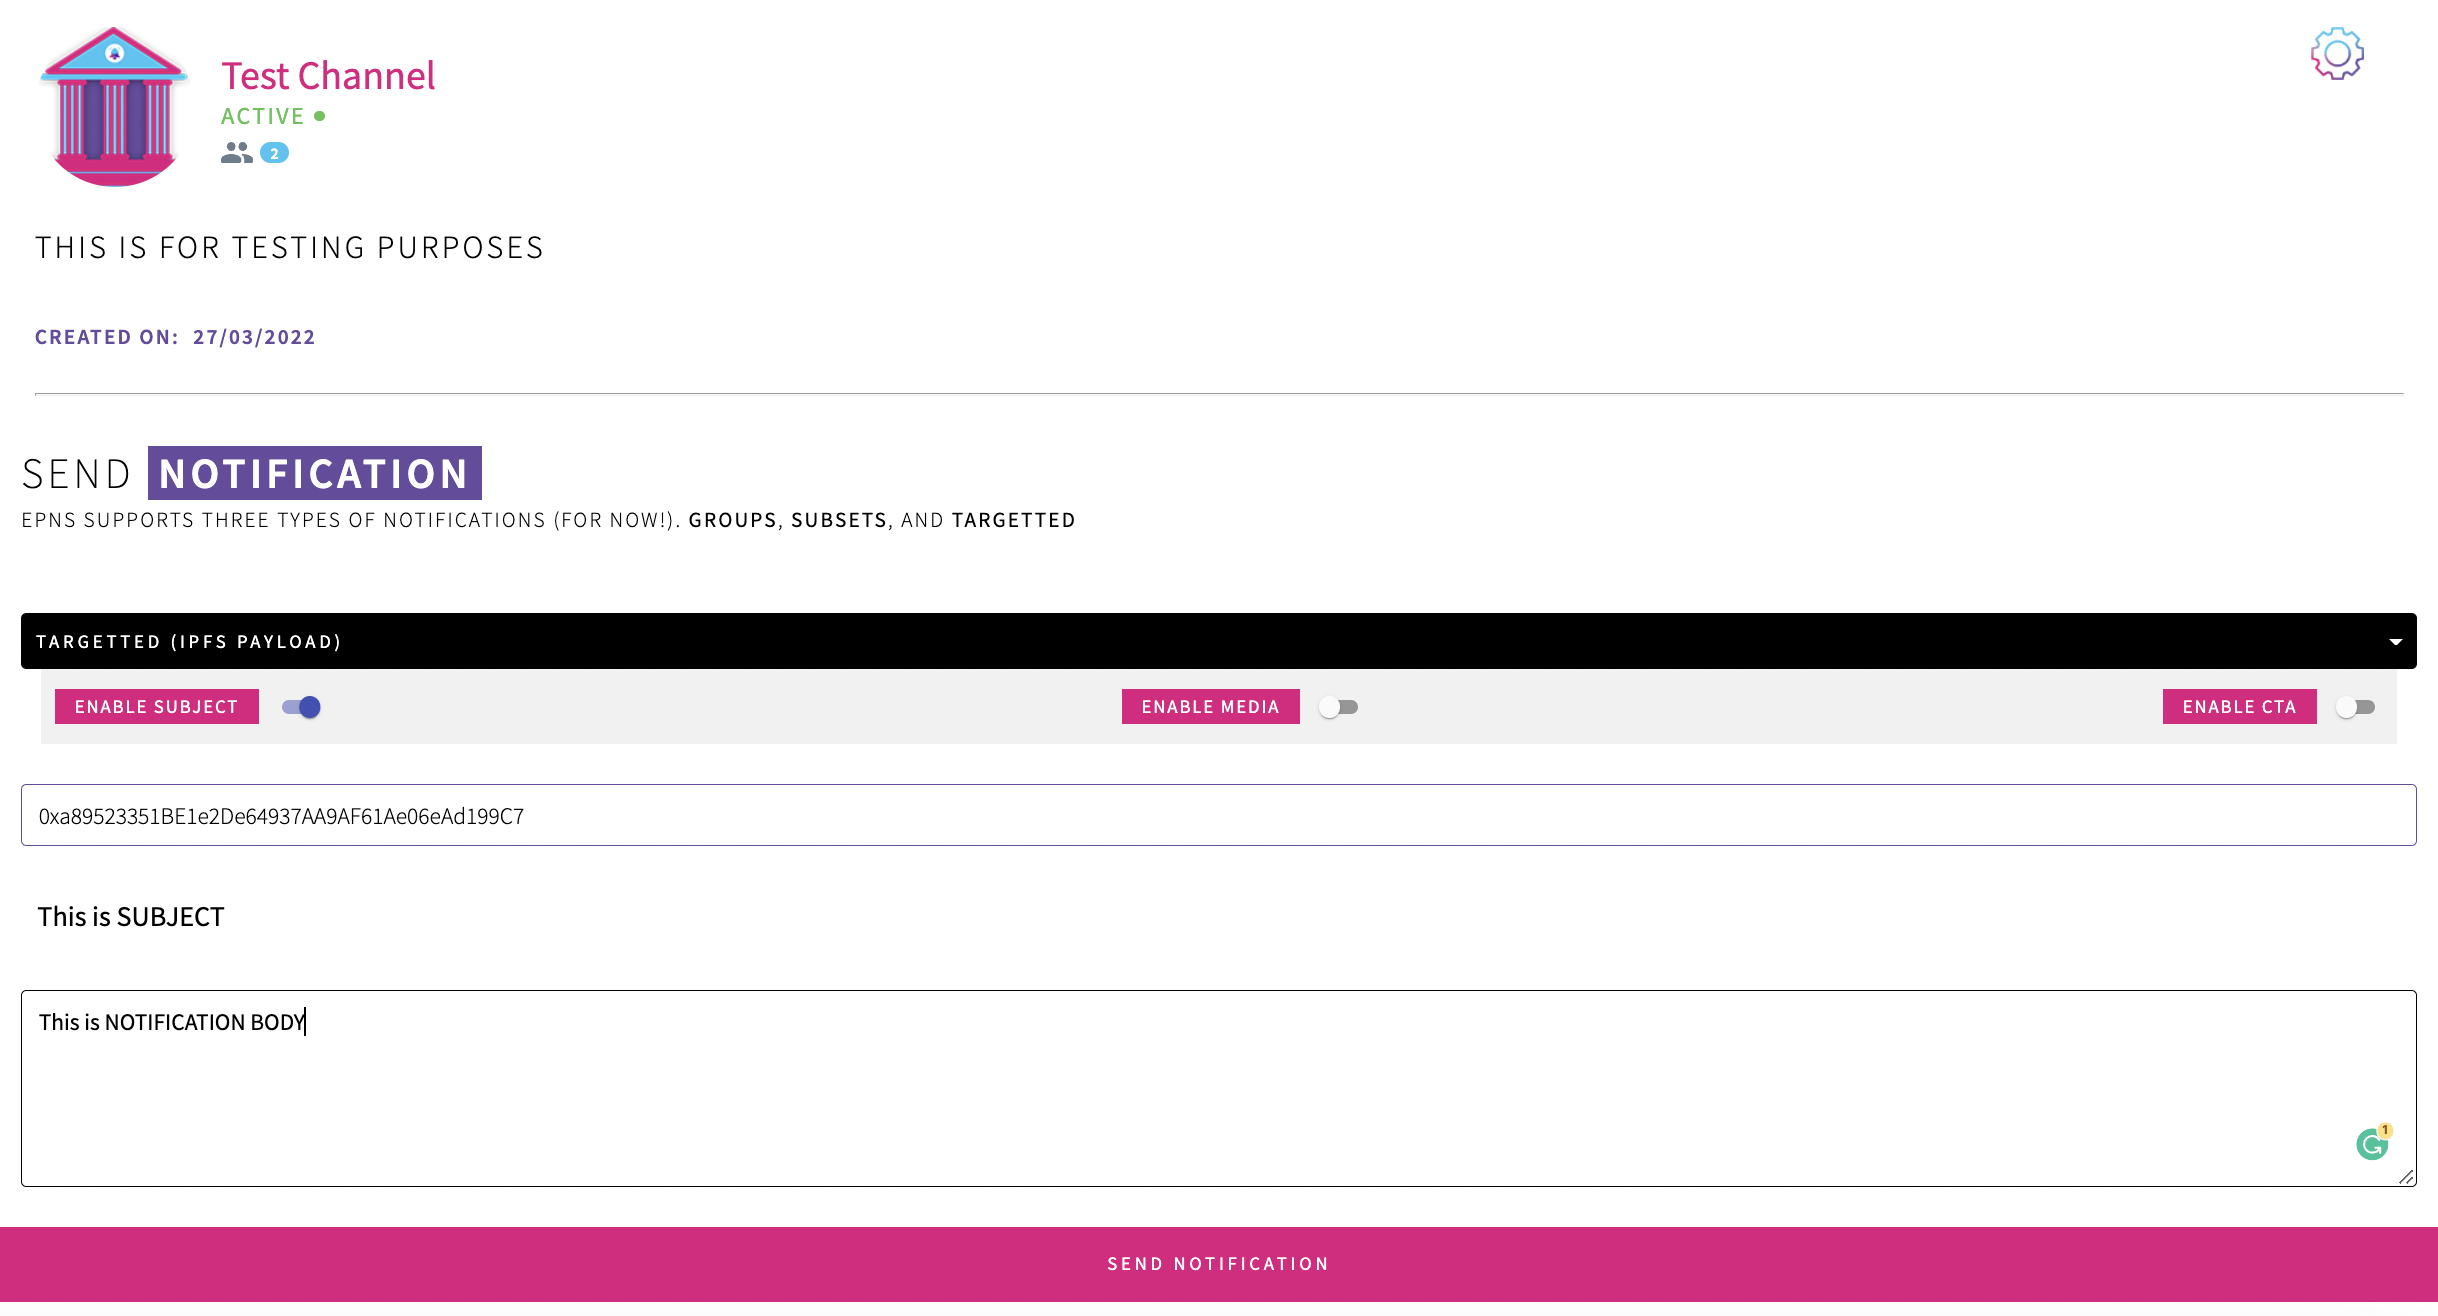 Test Channel
ACTIVE
2
THIS IS FOR TESTING PURPOSES
CREATED ON: 27/03/2022
SEND NOTIFICATION
EPNS SUPPORTS THREE TYPES OF NOTIFICATIONS (FOR NOW!). GROUPS, SUBSETS, AND TARGETTED
TARGETTED (IPFS PAYLOAD)
ENABLE SUBJECT ENABLE MEDIA ENABLE CTA
0xa89523351BE1e2De64937AA9AF61Ae06eAd199C7
This is SUBJECT
This is NOTIFICATION BODY
1
SEND NOTIFICATION